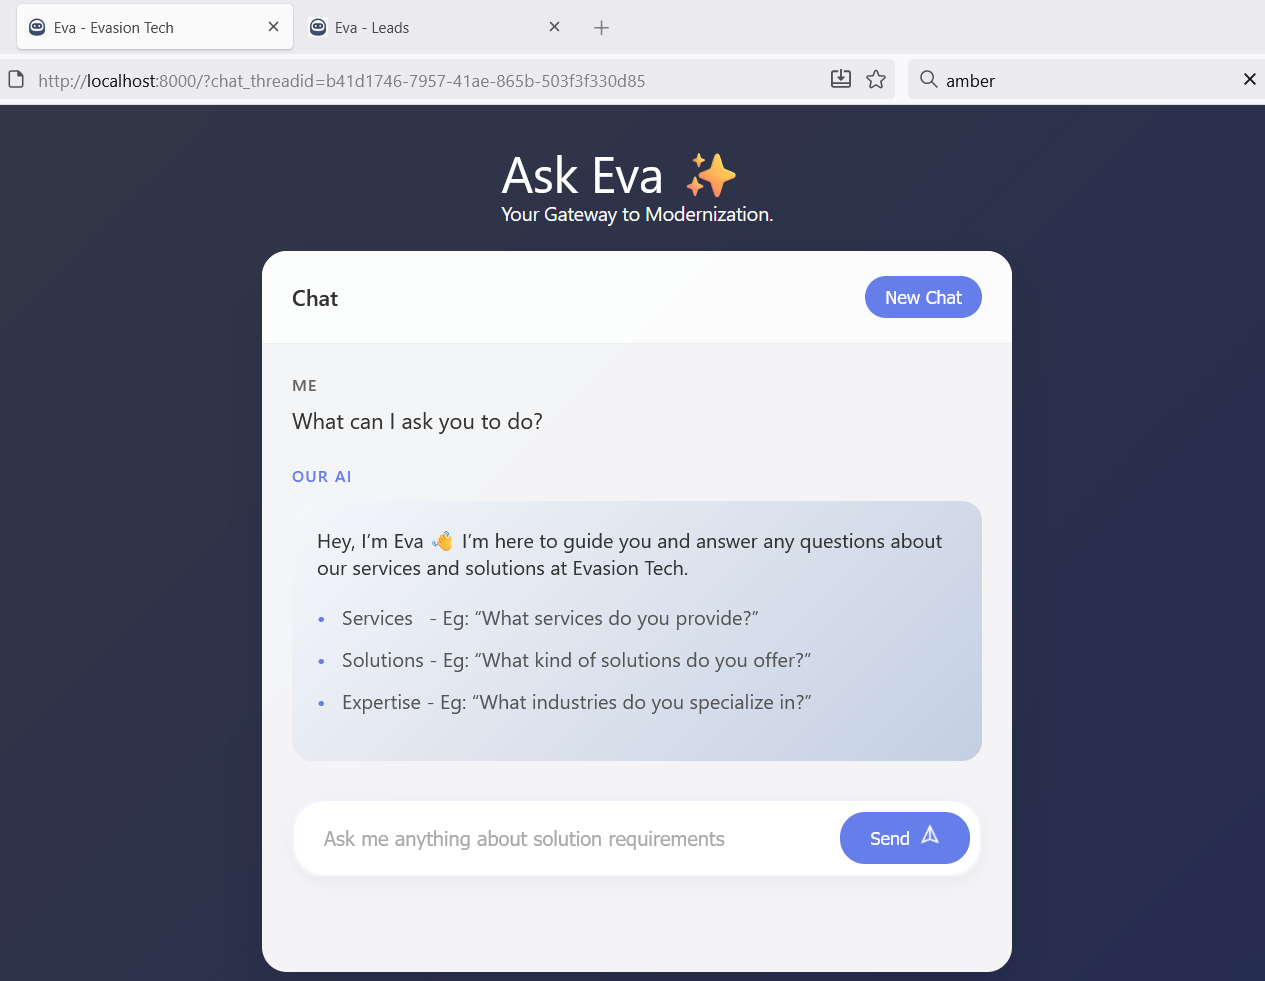 Eva - Evasion Tech
Eva - Leads
http://localhost:8000/?chat_threadid=b41d1746-7957-41ae-865b-503f3f330d85
amber
Ask Eva ✨
Your Gateway to Modernization.
Chat
New Chat
ME
What can I ask you to do?
OUR AI
Hey, I’m Eva 👋 I’m here to guide you and answer any questions about
our services and solutions at Evasion Tech.
• Services - Eg: “What services do you provide?”
• Solutions - Eg: “What kind of solutions do you offer?”
• Expertise - Eg: “What industries do you specialize in?”
Ask me anything about solution requirements
Send